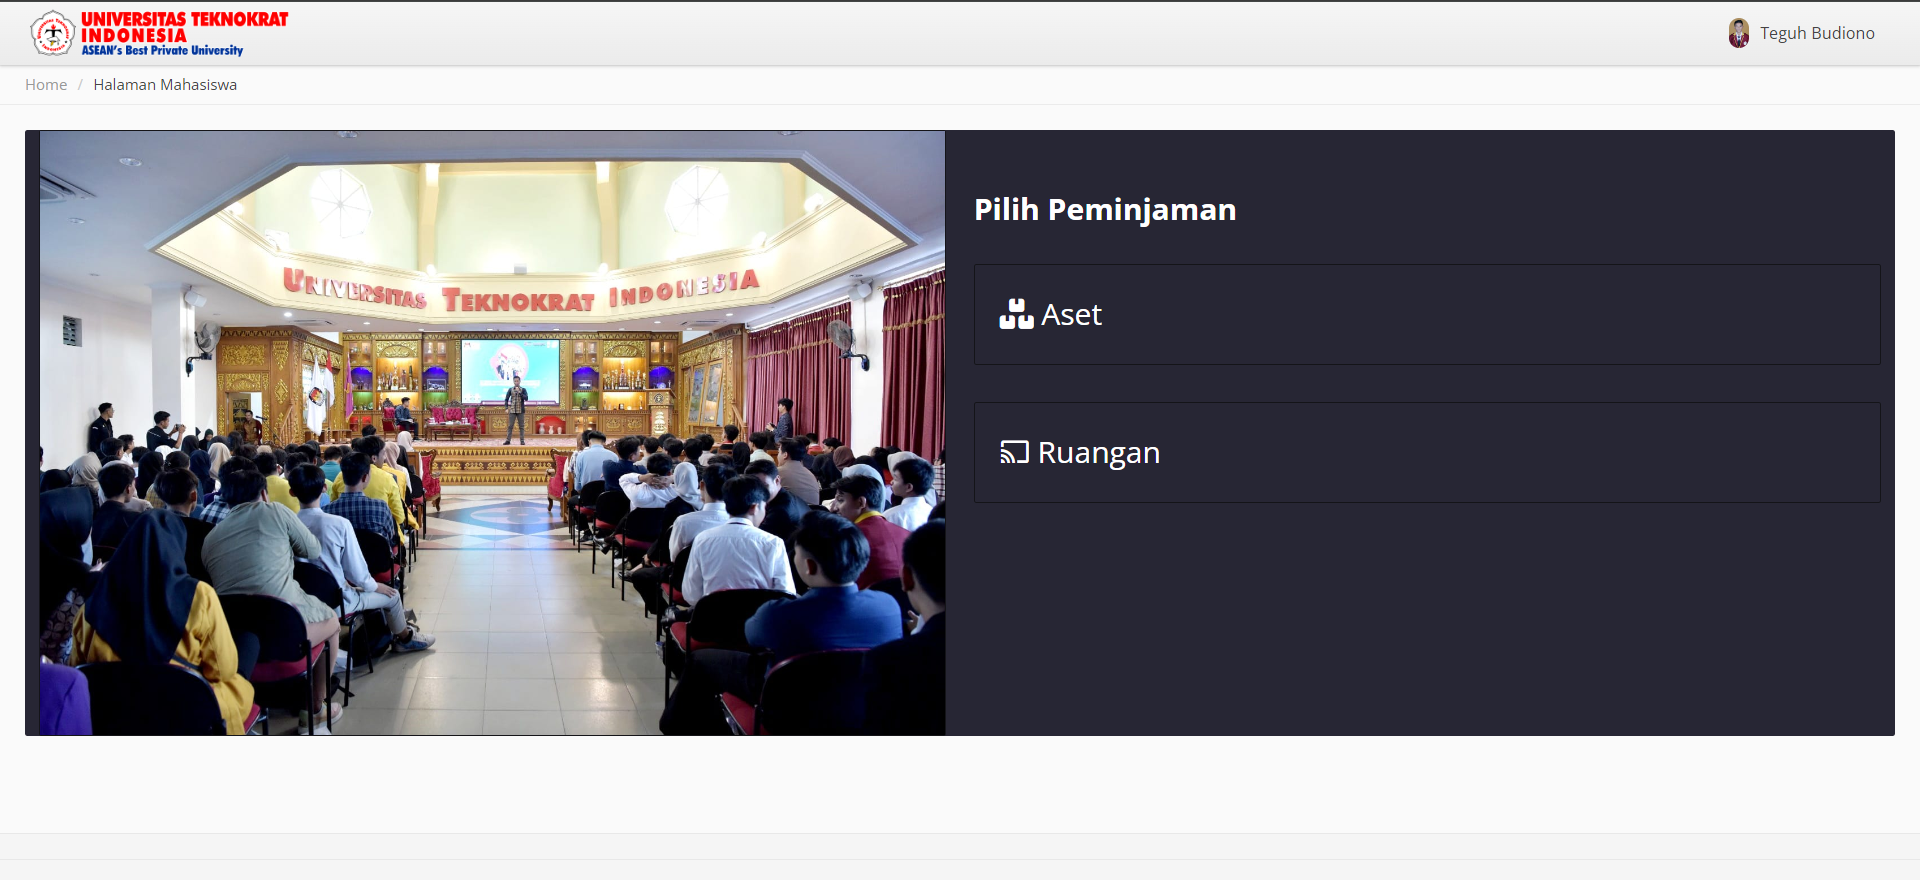 UNIVERSITAS TEKNOKRAT
INDONESIA
ASEAN's Best Private University
Teguh Budiono
Home / Halaman Mahasiswa
UNIVERSITAS TEKNOKRAT INDONESIA
Pilih Peminjaman
Aset
Ruangan